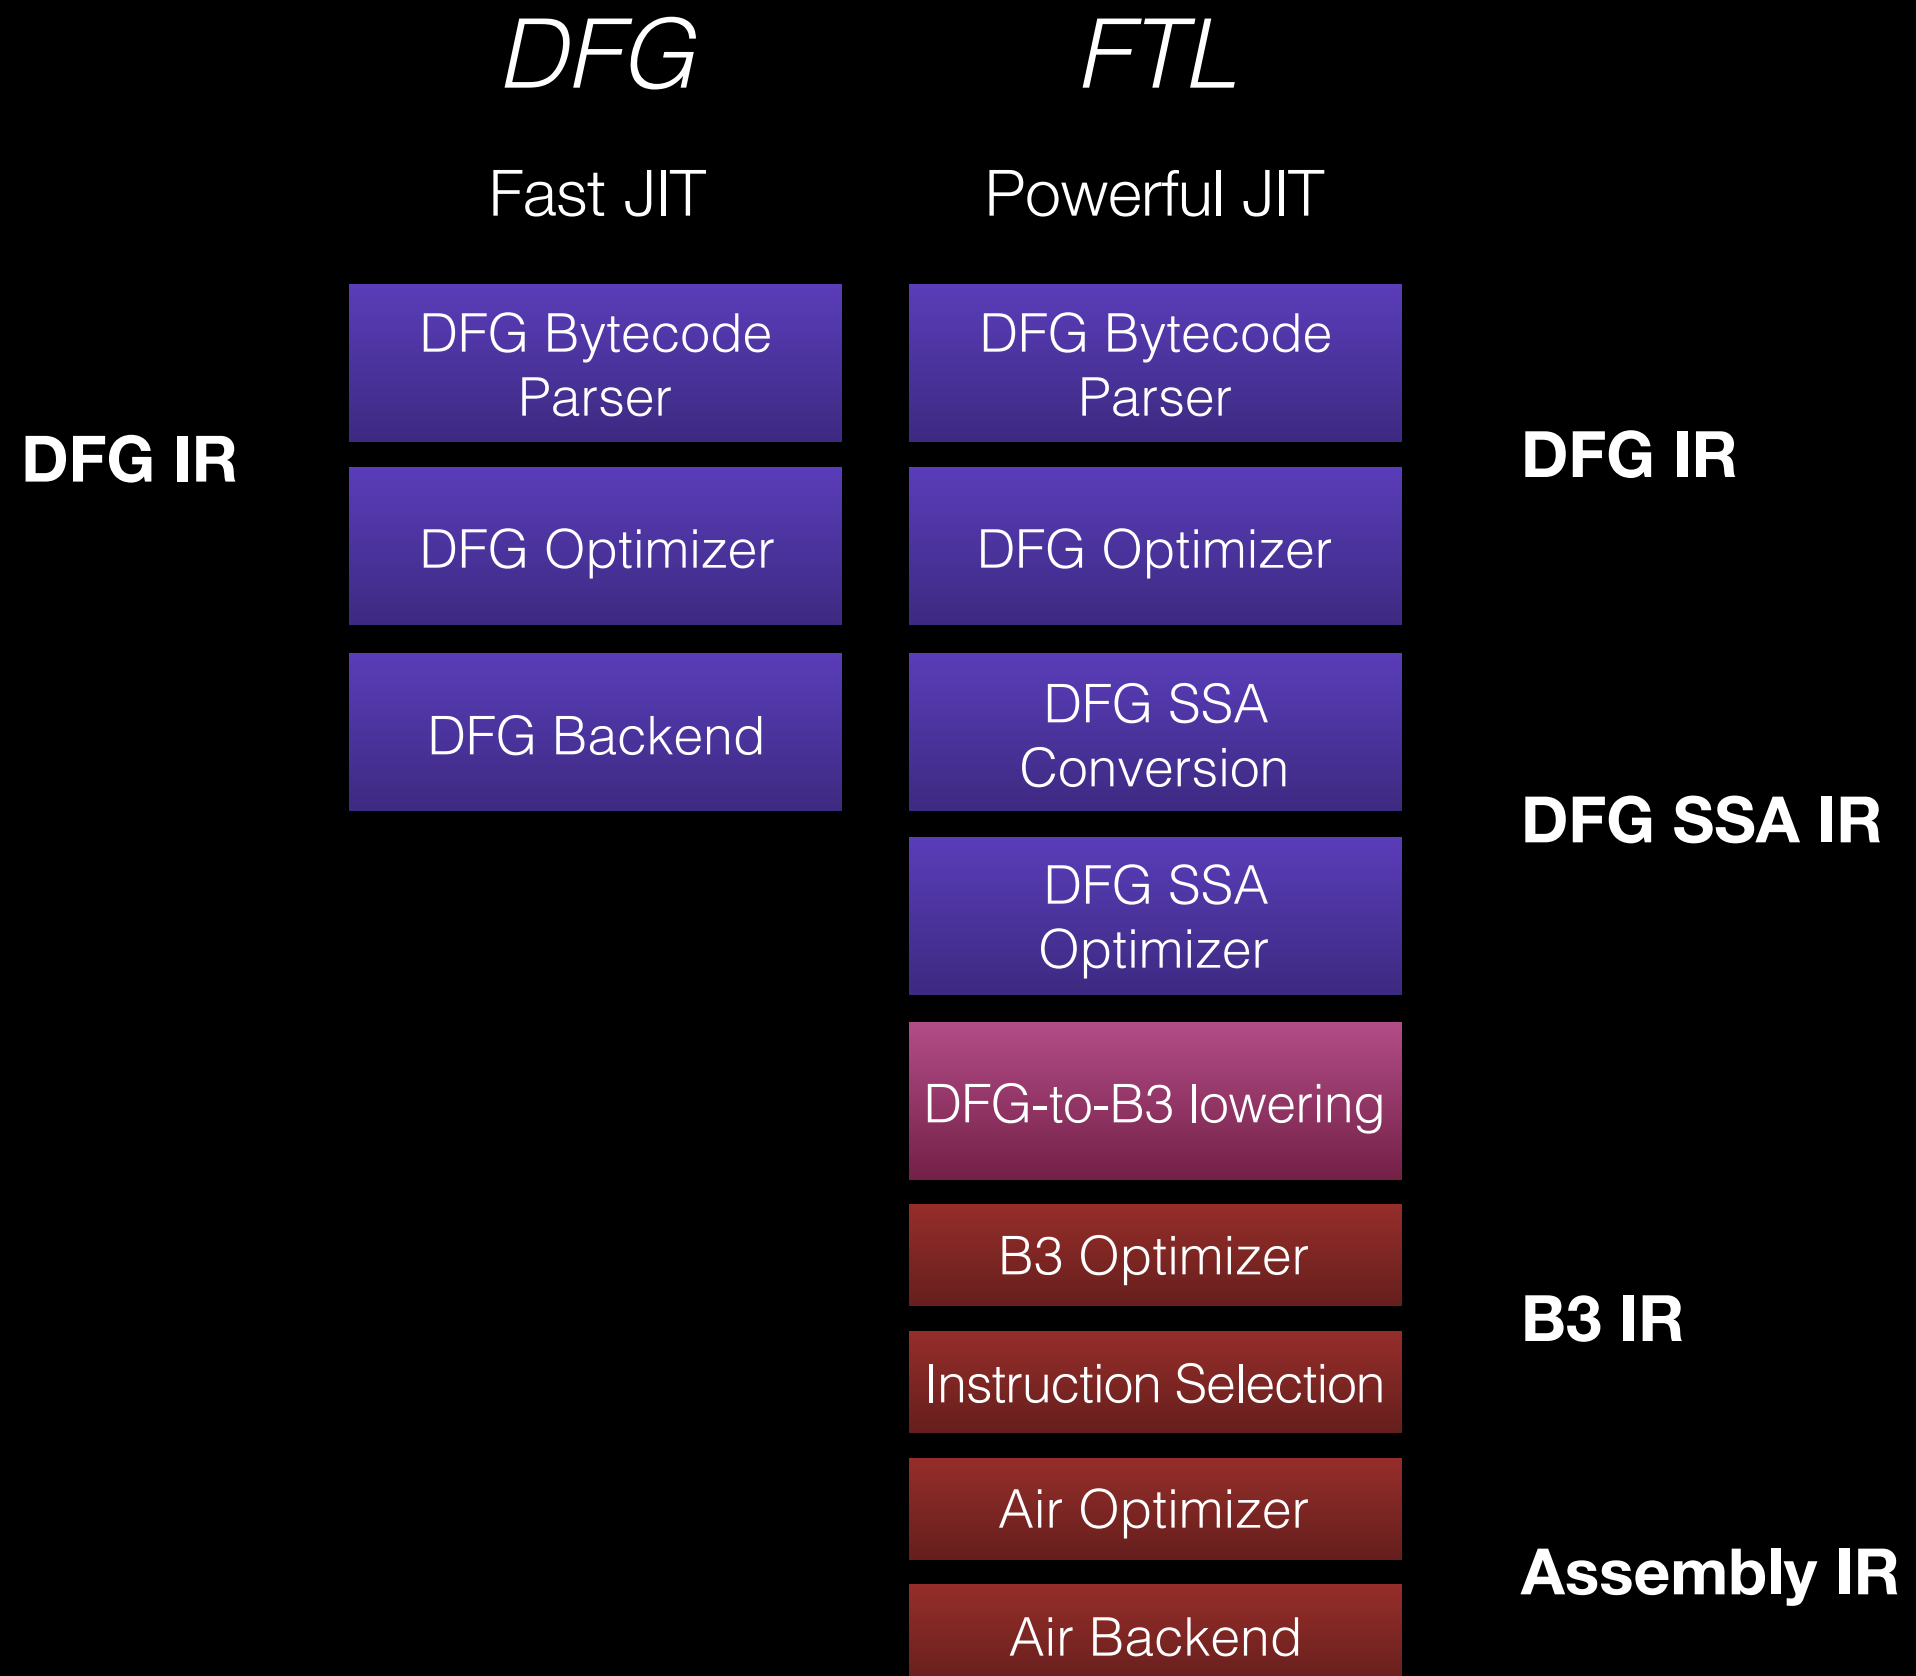 DFG
FTL
Fast JIT
Powerful JIT
DFG Bytecode
Parser
DFG Bytecode
Parser
DFG IR
DFG IR
DFG Optimizer
DFG Optimizer
DFG Backend
DFG SSA
Conversion
DFG SSA IR
DFG SSA
Optimizer
DFG-to-B3 lowering
B3 Optimizer
B3 IR
Instruction Selection
Air Optimizer
Assembly IR
Air Backend